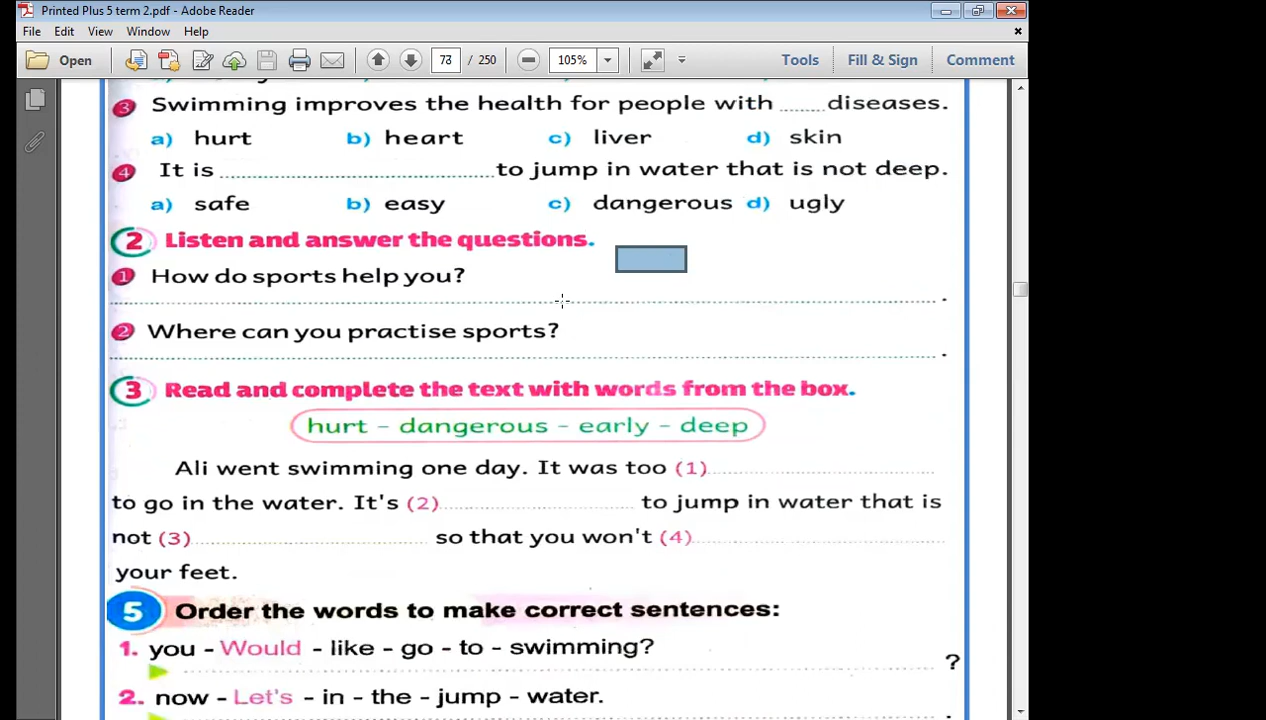 Printed Plus 5 term 2.pdf - Adobe Reader
File Edit View Window Help
Open 73 / 250 105% Tools Fill & Sign Comment
3 Swimming improves the health for people with ...... diseases.
a) hurt b) heart c) liver d) skin
4 It is ........................................ to jump in water that is not deep.
a) safe b) easy c) dangerous d) ugly
2 Listen and answer the questions.
1 How do sports help you?
.
2 Where can you practise sports?
.
3 Read and complete the text with words from the box.
hurt - dangerous - early - deep
Ali went swimming one day. It was too (1)........................................
to go in the water. It's (2)........................................ to jump in water that is
not (3)........................................ so that you won't (4)........................................
your feet.
5 Order the words to make correct sentences:
1. you - Would - like - go - to - swimming?
?
2. now - Let's - in - the - jump - water.
.